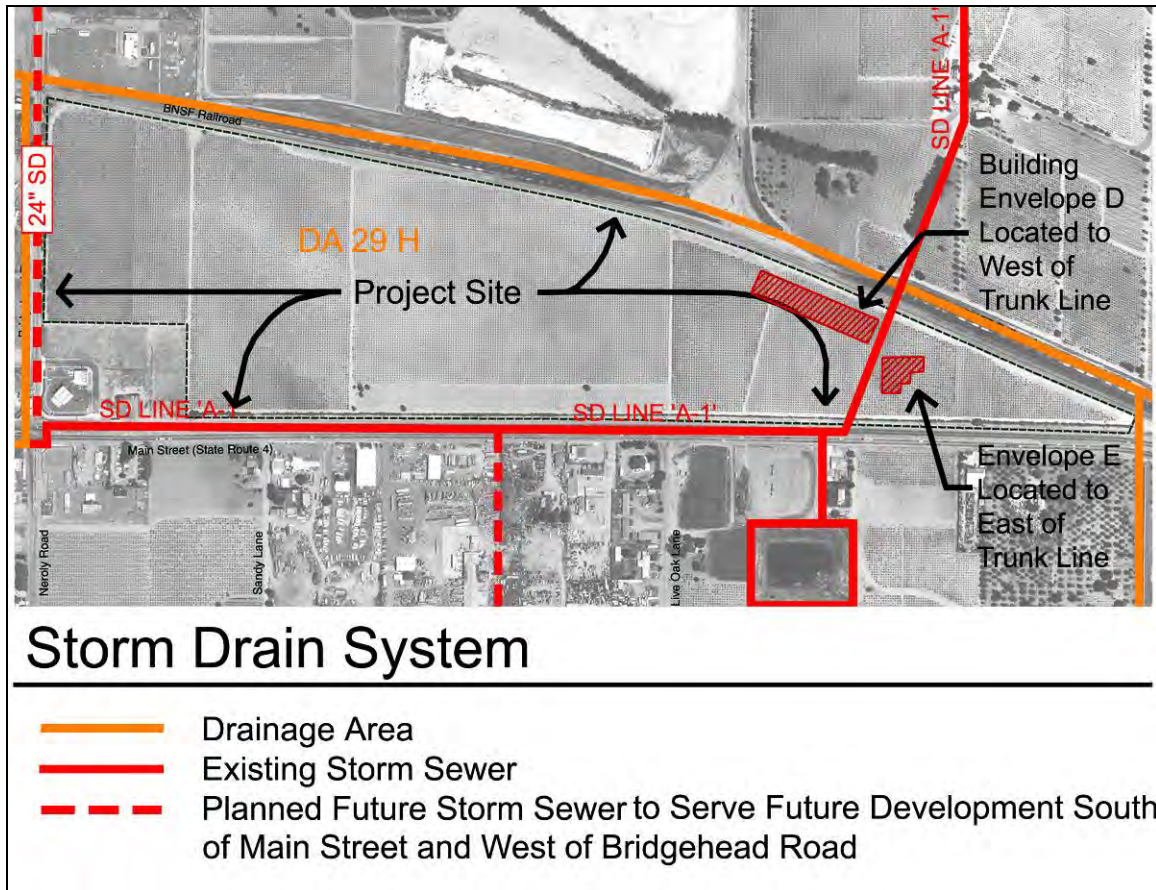 SD LINE 'A-1'
BNSF Railroad
24" SD
Building
Envelope D
Located to
West of
Trunk Line
DA 29 H
Project Site
SD LINE 'A-1'
SD LINE 'A-1'
Main Street (State Route 4)
Envelope E
Located to
East of
Trunk Line
Neroly Road
Sandy Lane
Live Oak Lane
Storm Drain System
Drainage Area
Existing Storm Sewer
Planned Future Storm Sewer to Serve Future Development South
of Main Street and West of Bridgehead Road